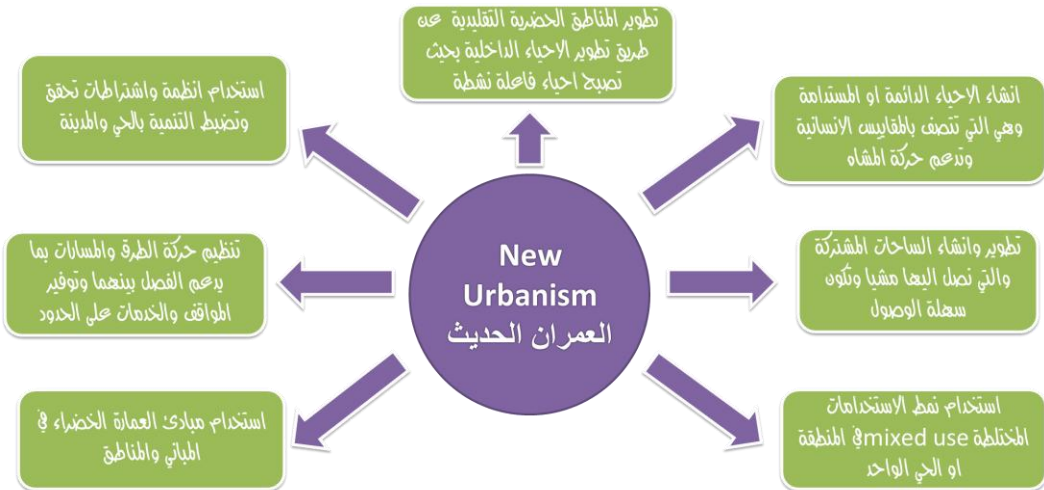 تطوير المناطق الحضرية التقليدية عن
طريق تطوير الاحياء الداخلية بحيث
تصبح احياء فاعلة نشطة
انشاء الاحياء الدائمة او المستدامة
وهي التي تتصف بالمقاييس الانسانية
وتدعم حركة المشاه
تطوير وانشاء الساحات المشتركة
والتي نصل اليها مشيا وتكون
سهلة الوصول
استخدام نمط الاستخدامات
المختلطة mixed useفي المنطقة
او الحي الواحد
استخدام مبادئ العمارة الخضراء في
المباني والمناطق
تنظيم حركة الطرق والمسارات بما
يدعم الفصل بينهما وتوفير
المواقف والخدمات على الحدود
استخدام انظمة واشتراطات تحقق
وتضبط التنمية بالحي والمدينة
New
Urbanism
العمران الحديث